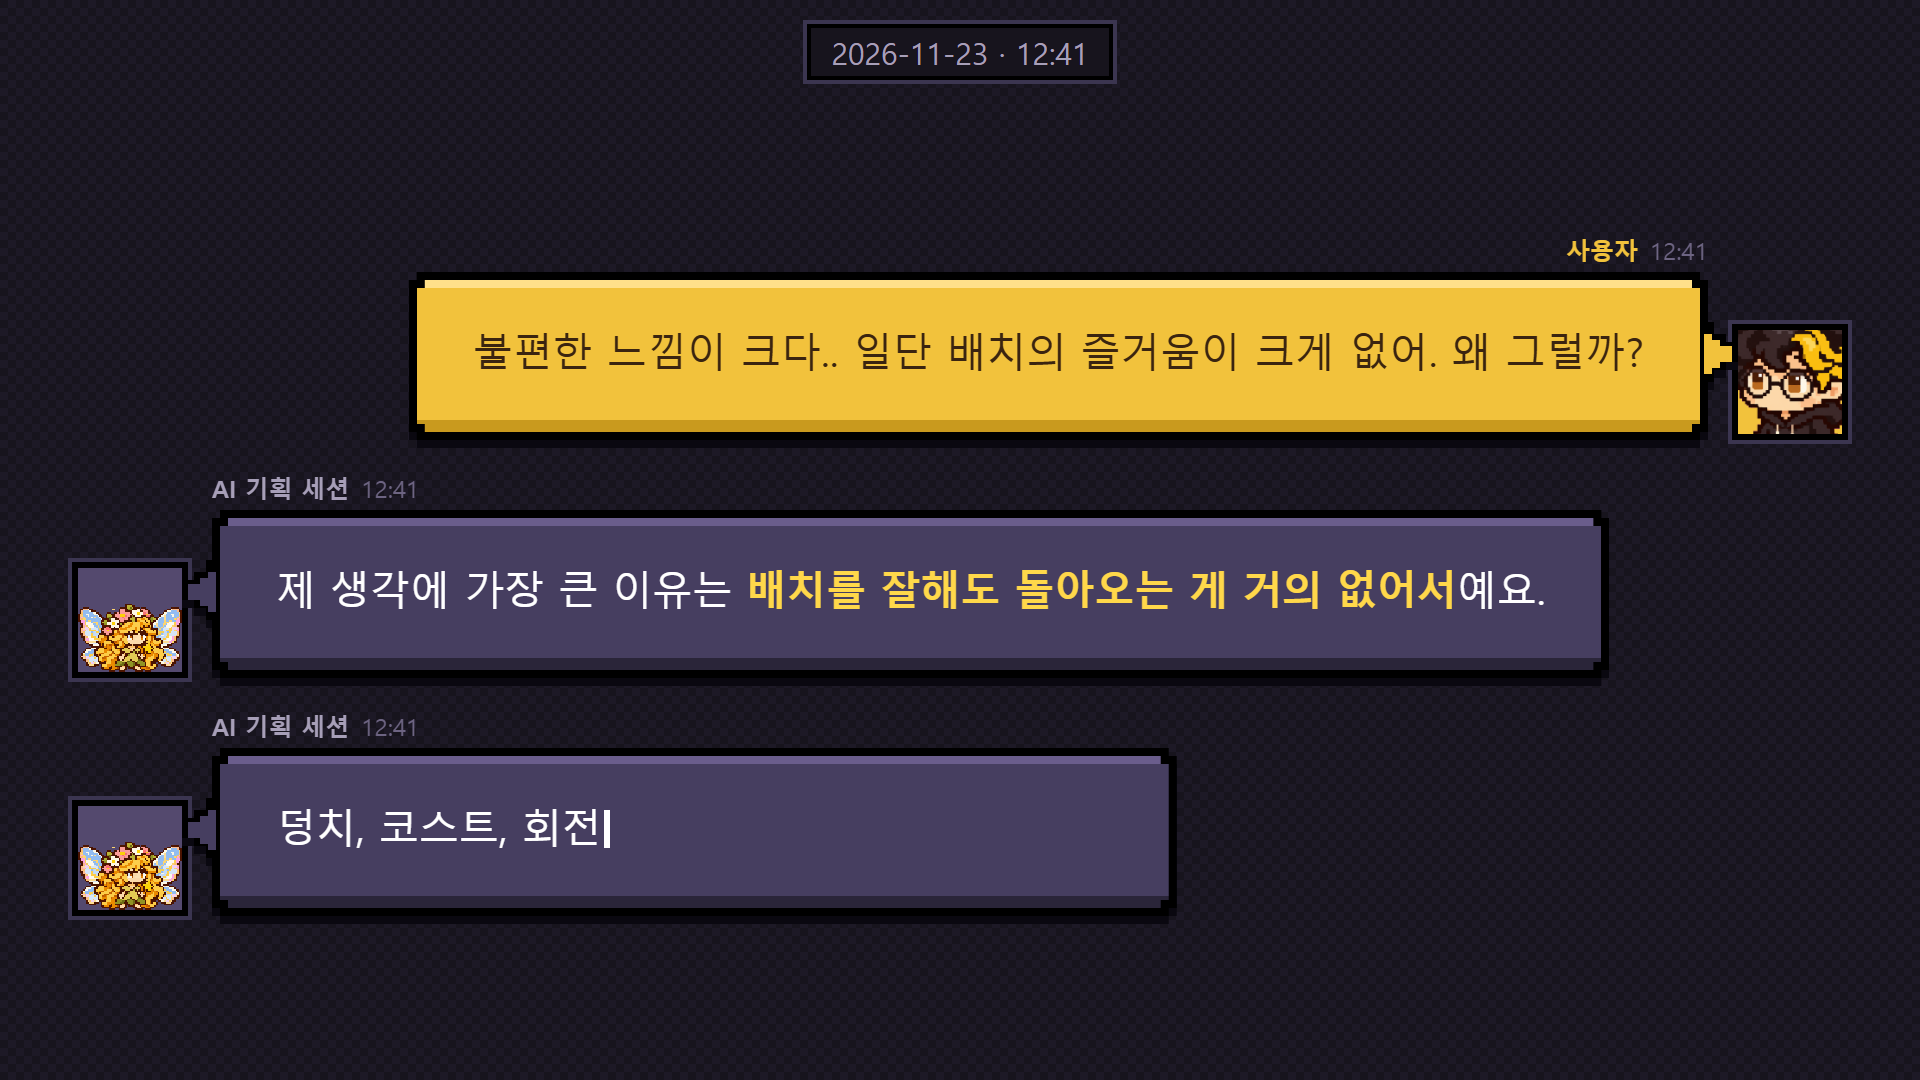 2026-11-23 · 12:41
사용자 12:41
불편한 느낌이 크다.. 일단 배치의 즐거움이 크게 없어. 왜 그럴까?
AI 기획 세션 12:41
제 생각에 가장 큰 이유는 배치를 잘해도 돌아오는 게 거의 없어서예요.
AI 기획 세션 12:41
덩치, 코스트, 회전